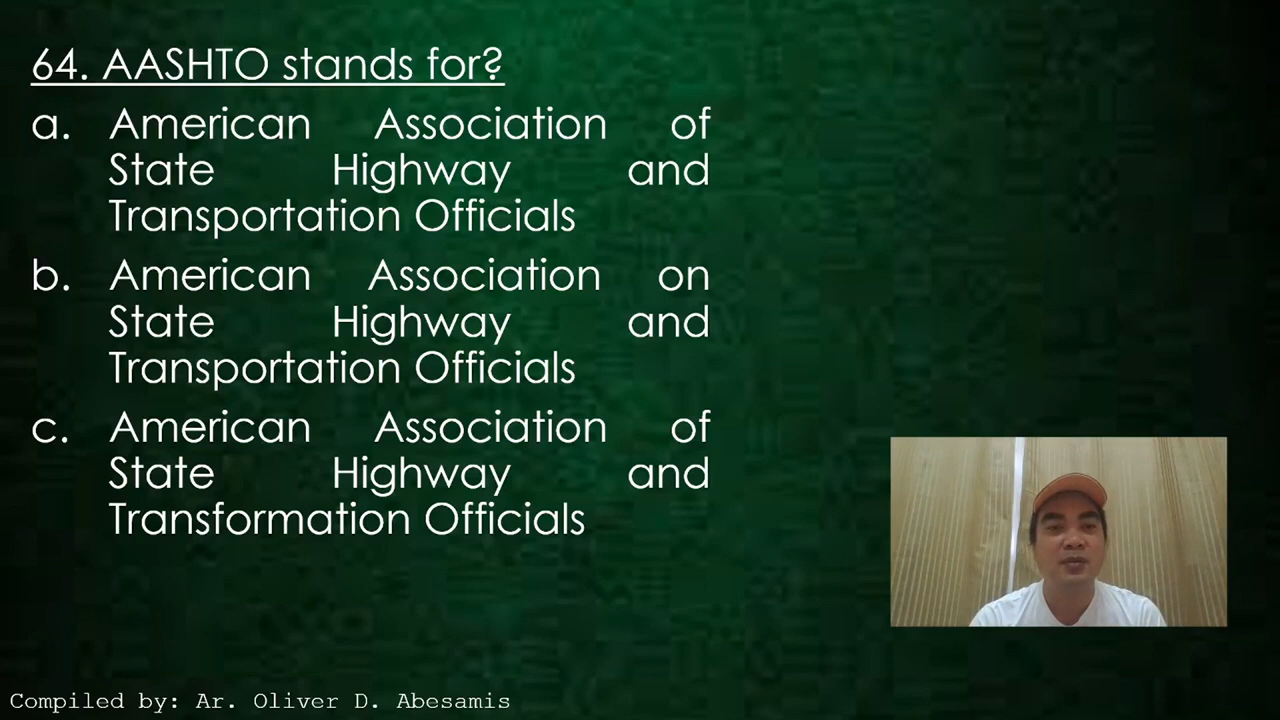 64. AASHTO stands for?
a. American Association of
State Highway and
Transportation Officials
b. American Association on
State Highway and
Transportation Officials
c. American Association of
State Highway and
Transformation Officials
Compiled by: Ar. Oliver D. Abesamis